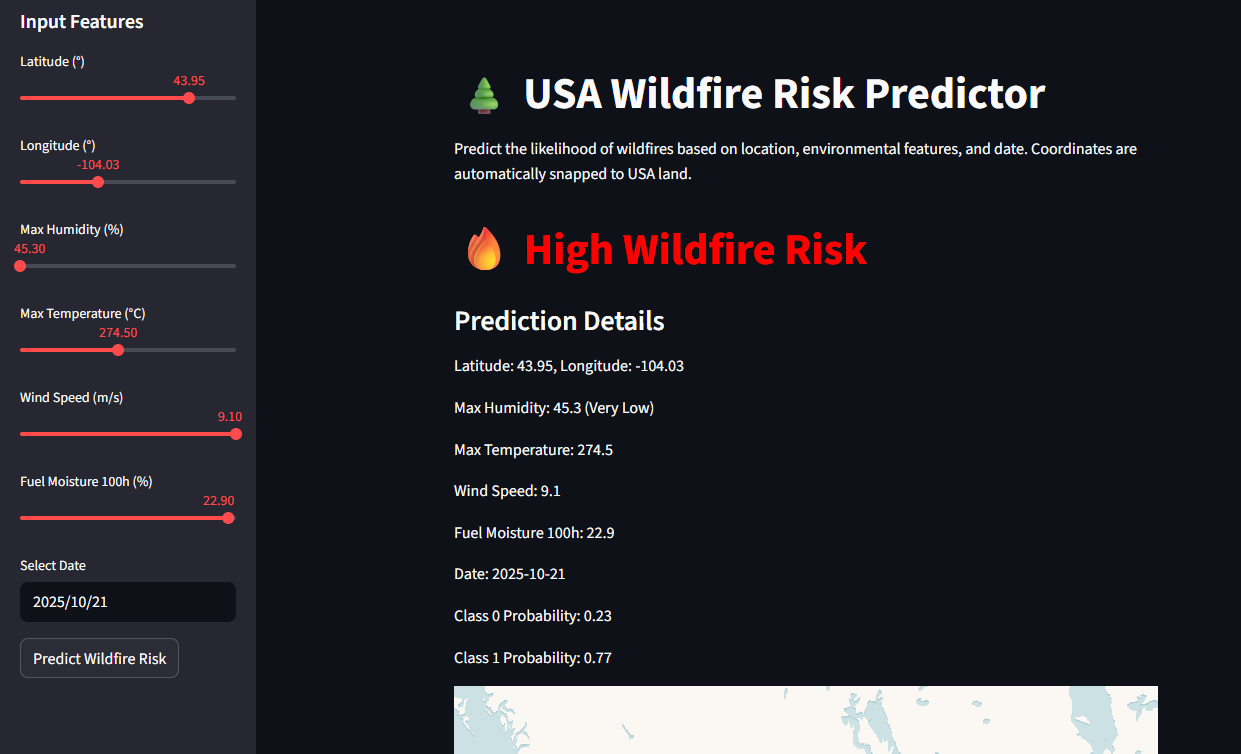 Input Features
Latitude (°)
43.95
Longitude (°)
-104.03
Max Humidity (%)
45.30
Max Temperature (°C)
274.50
Wind Speed (m/s)
9.10
Fuel Moisture 100h (%)
22.90
Select Date
2025/10/21
Predict Wildfire Risk
USA Wildfire Risk Predictor
Predict the likelihood of wildfires based on location, environmental features, and date. Coordinates are
automatically snapped to USA land.
High Wildfire Risk
Prediction Details
Latitude: 43.95, Longitude: -104.03
Max Humidity: 45.3 (Very Low)
Max Temperature: 274.5
Wind Speed: 9.1
Fuel Moisture 100h: 22.9
Date: 2025-10-21
Class 0 Probability: 0.23
Class 1 Probability: 0.77